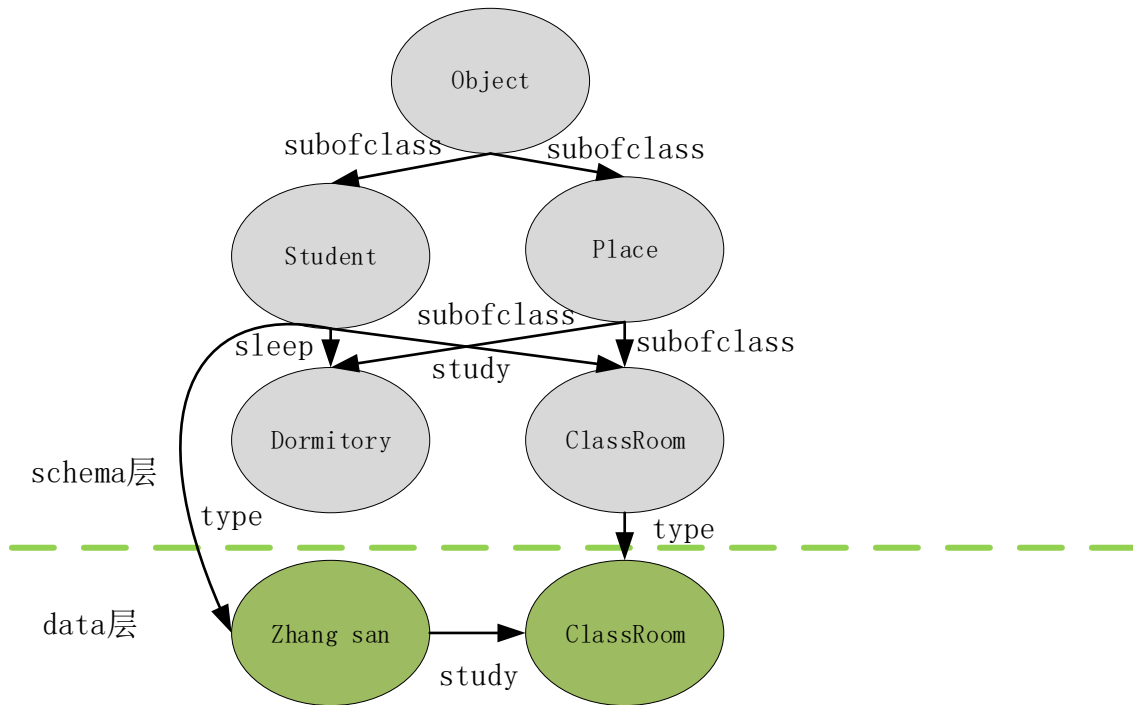 Object
subofclass
subofclass
Student
Place
subofclass
sleep
subofclass
study
Dormitory
ClassRoom
schema层
type
type
data层
Zhang san
ClassRoom
study